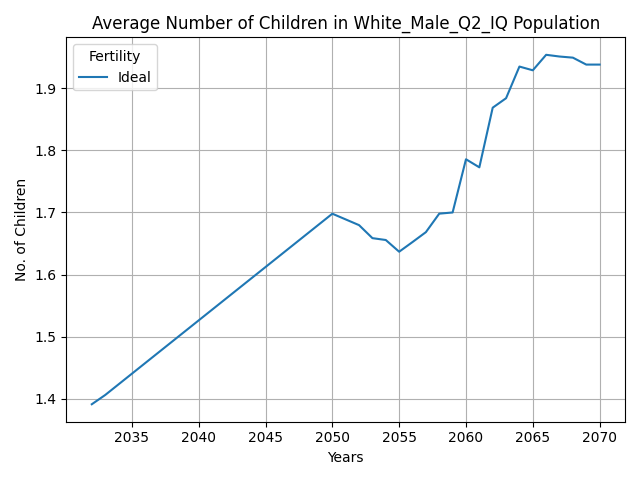 Average Number of Children in White_Male_Q2_IQ Population
Fertility
Ideal
No. of Children
1.9
1.8
1.7
1.6
1.5
1.4
2035 2040 2045 2050 2055 2060 2065 2070
Years